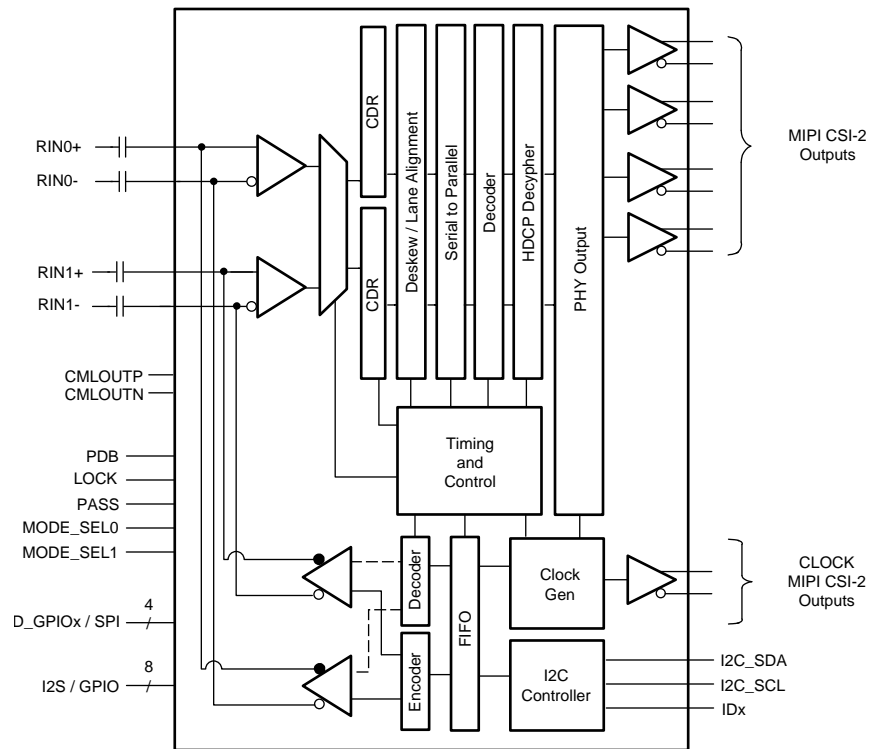 RIN0+
RIN0-
RIN1+
RIN1-
CMLOUTP
CMLOUTN
PDB
LOCK
PASS
MODE_SEL0
MODE_SEL1
4
D_GPIOx / SPI
8
I2S / GPIO
CDR
CDR
Deskew / Lane Alignment
Serial to Parallel
Decoder
HDCP Decypher
PHY Output
Timing
and
Control
Decoder
Encoder
FIFO
Clock
Gen
I2C
Controller
MIPI CSI-2
Outputs
CLOCK
MIPI CSI-2
Outputs
I2C_SDA
I2C_SCL
IDx